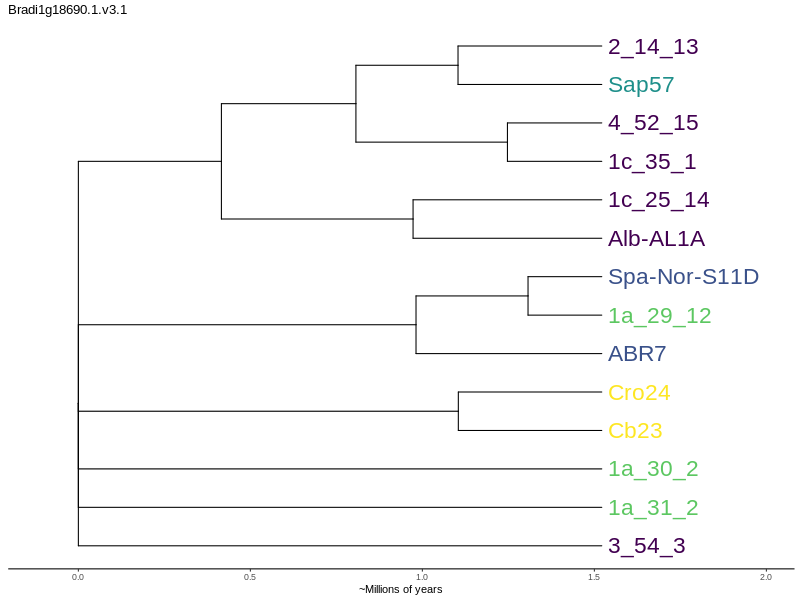 Bradi1g18690.1.v3.1
2_14_13
Sap57
4_52_15
1c_35_1
1c_25_14
Alb-AL1A
Spa-Nor-S11D
1a_29_12
ABR7
Cro24
Cb23
1a_30_2
1a_31_2
3_54_3
0.0 0.5 1.0 1.5 2.0
~Millions of years